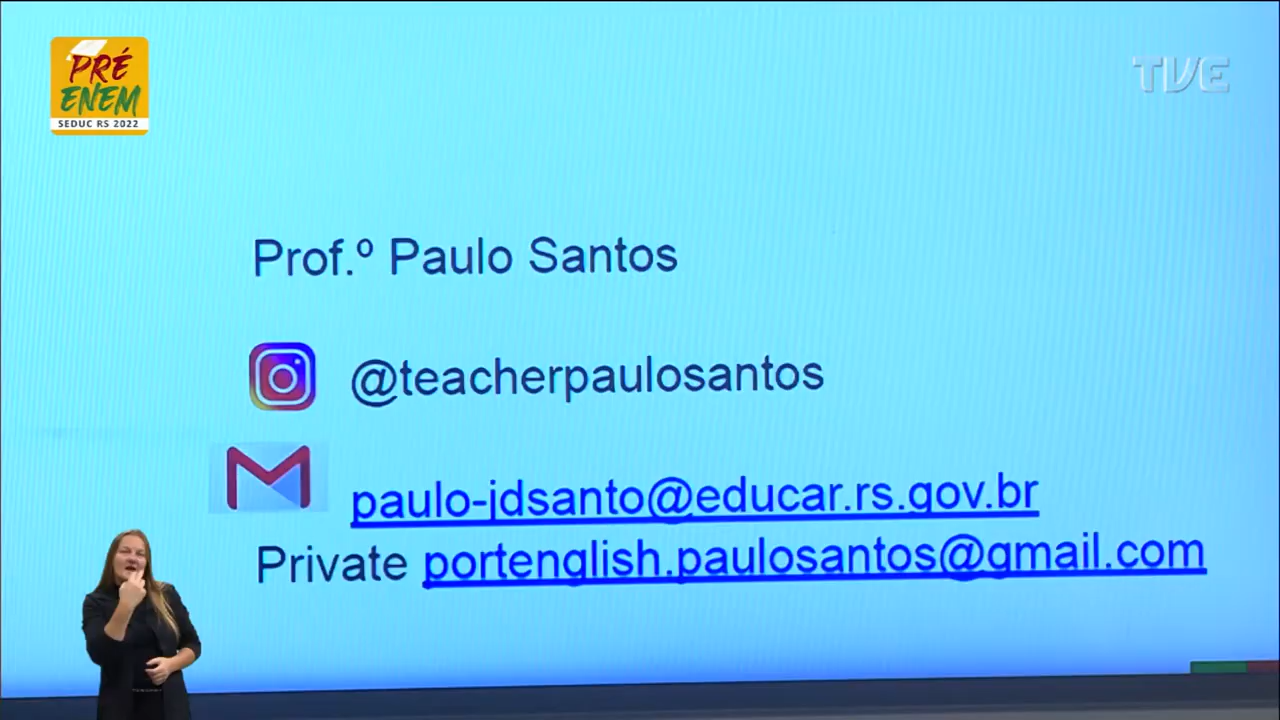 PRÉ
ENEM
SEDUC RS 2022
TVE
Prof.º Paulo Santos
@teacherpaulosantos
paulo-jdsanto@educar.rs.gov.br
Private portenglish.paulosantos@gmail.com